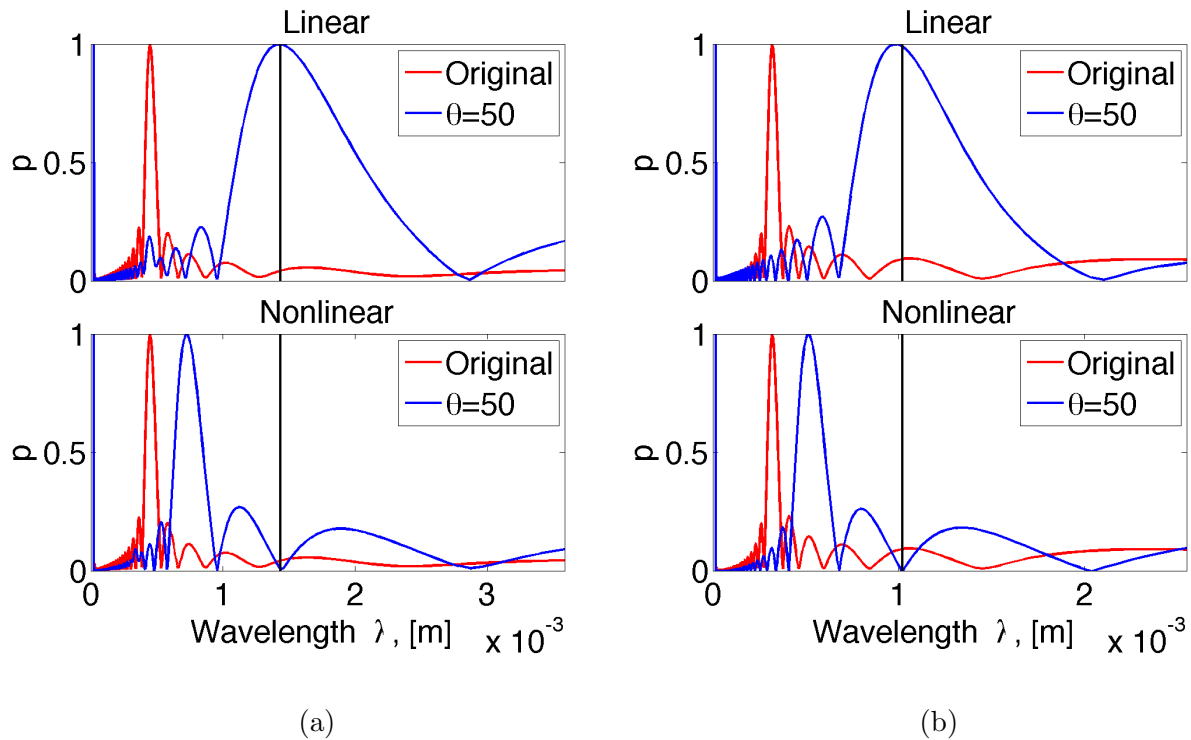 Linear
1
0.5
0
p
Original
θ=50
Nonlinear
1
0.5
0
p
Original
θ=50
0 1 2 3
Wavelength λ, [m]
x 10⁻³
(a)
Linear
1
0.5
0
p
Original
θ=50
Nonlinear
1
0.5
0
p
Original
θ=50
0 1 2
Wavelength λ, [m]
x 10⁻³
(b)